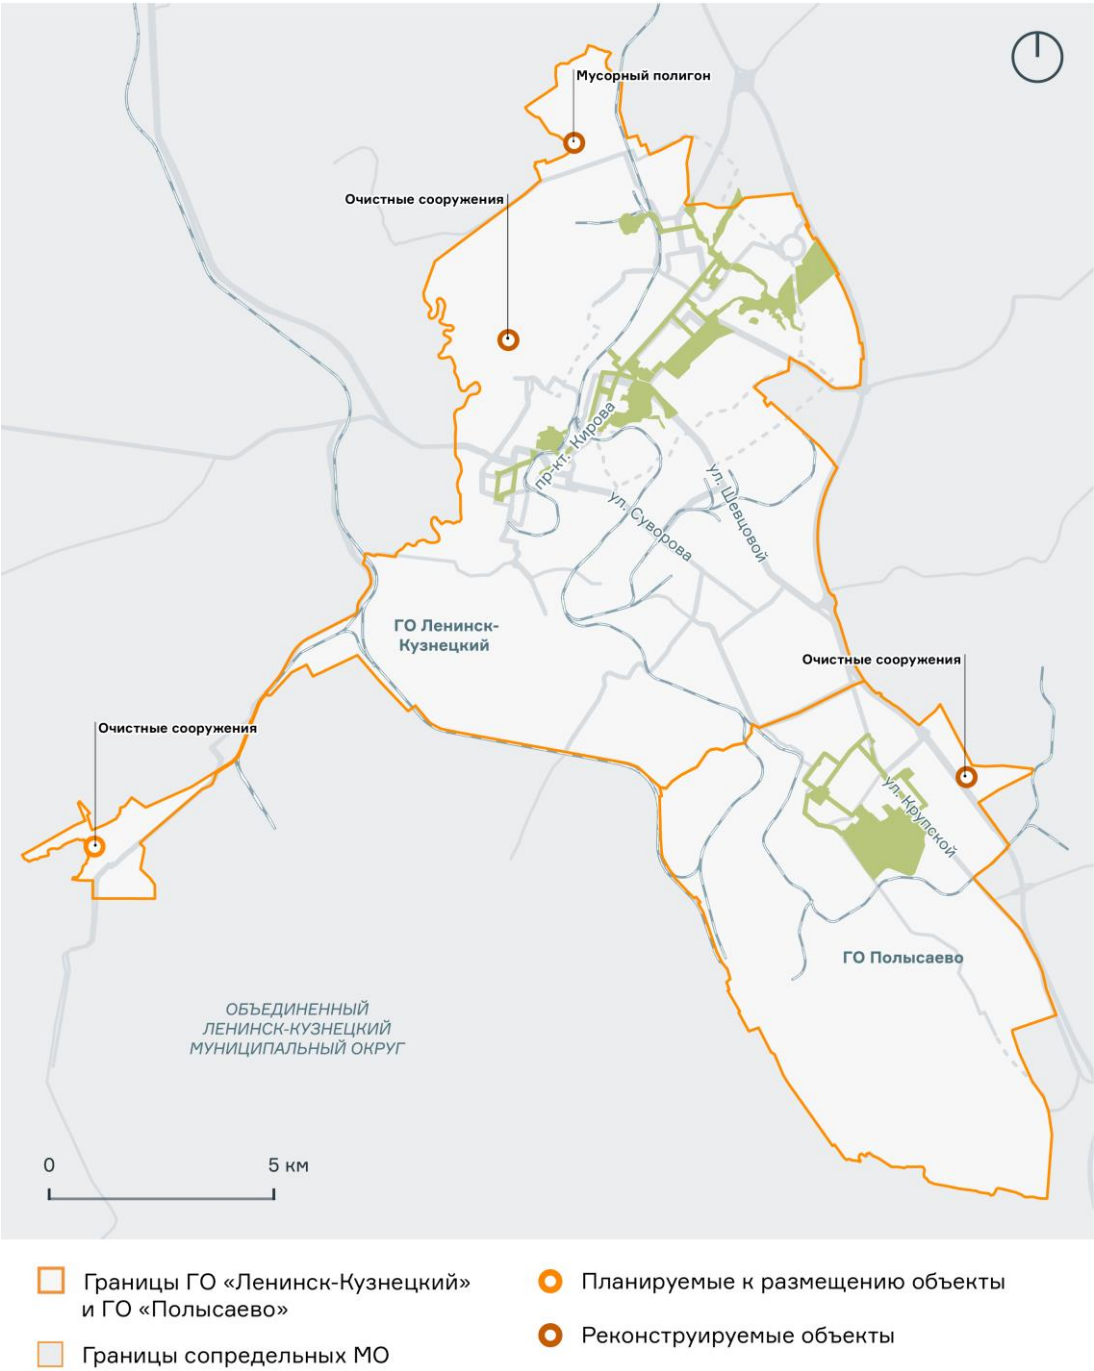 Мусорный полигон
Очистные сооружения
пр-кт. Кирова
ул. Шевцовой
ул. Суворова
ГО Ленинск-
Кузнецкий
Очистные сооружения
Очистные сооружения
ул. Крупской
ГО Полысаево
ОБЪЕДИНЕННЫЙ
ЛЕНИНСК-КУЗНЕЦКИЙ
МУНИЦИПАЛЬНЫЙ ОКРУГ
0 5 км
Границы ГО «Ленинск-Кузнецкий»
и ГО «Полысаево»
Границы сопредельных МО
Планируемые к размещению объекты
Реконструируемые объекты